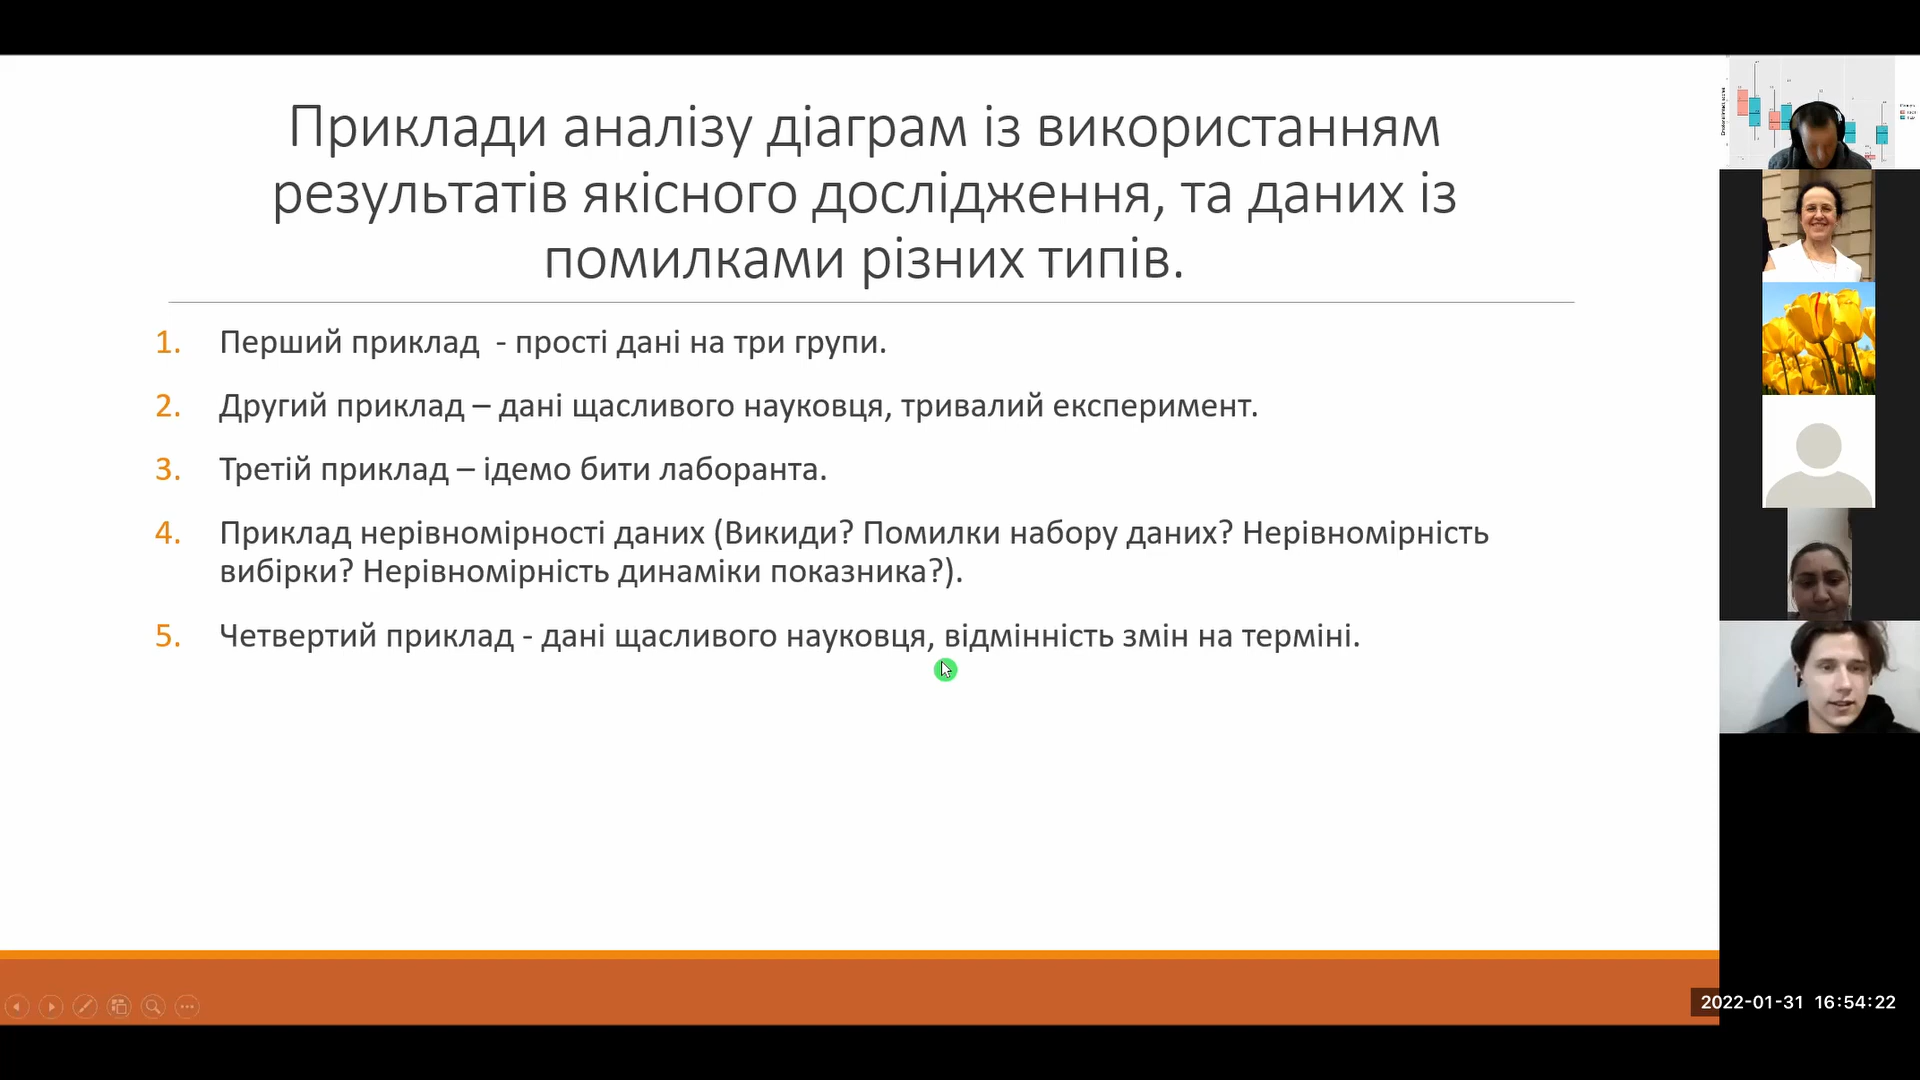 Приклади аналізу діаграм із використанням
результатів якісного дослідження, та даних із
помилками різних типів.
1. Перший приклад - прості дані на три групи.
2. Другий приклад – дані щасливого науковця, тривалий експеримент.
3. Третій приклад – ідемо бити лаборанта.
4. Приклад нерівномірності даних (Викиди? Помилки набору даних? Нерівномірність
вибірки? Нерівномірність динаміки показника?).
5. Четвертий приклад - дані щасливого науковця, відмінність змін на терміні.
2022-01-31 16:54:22